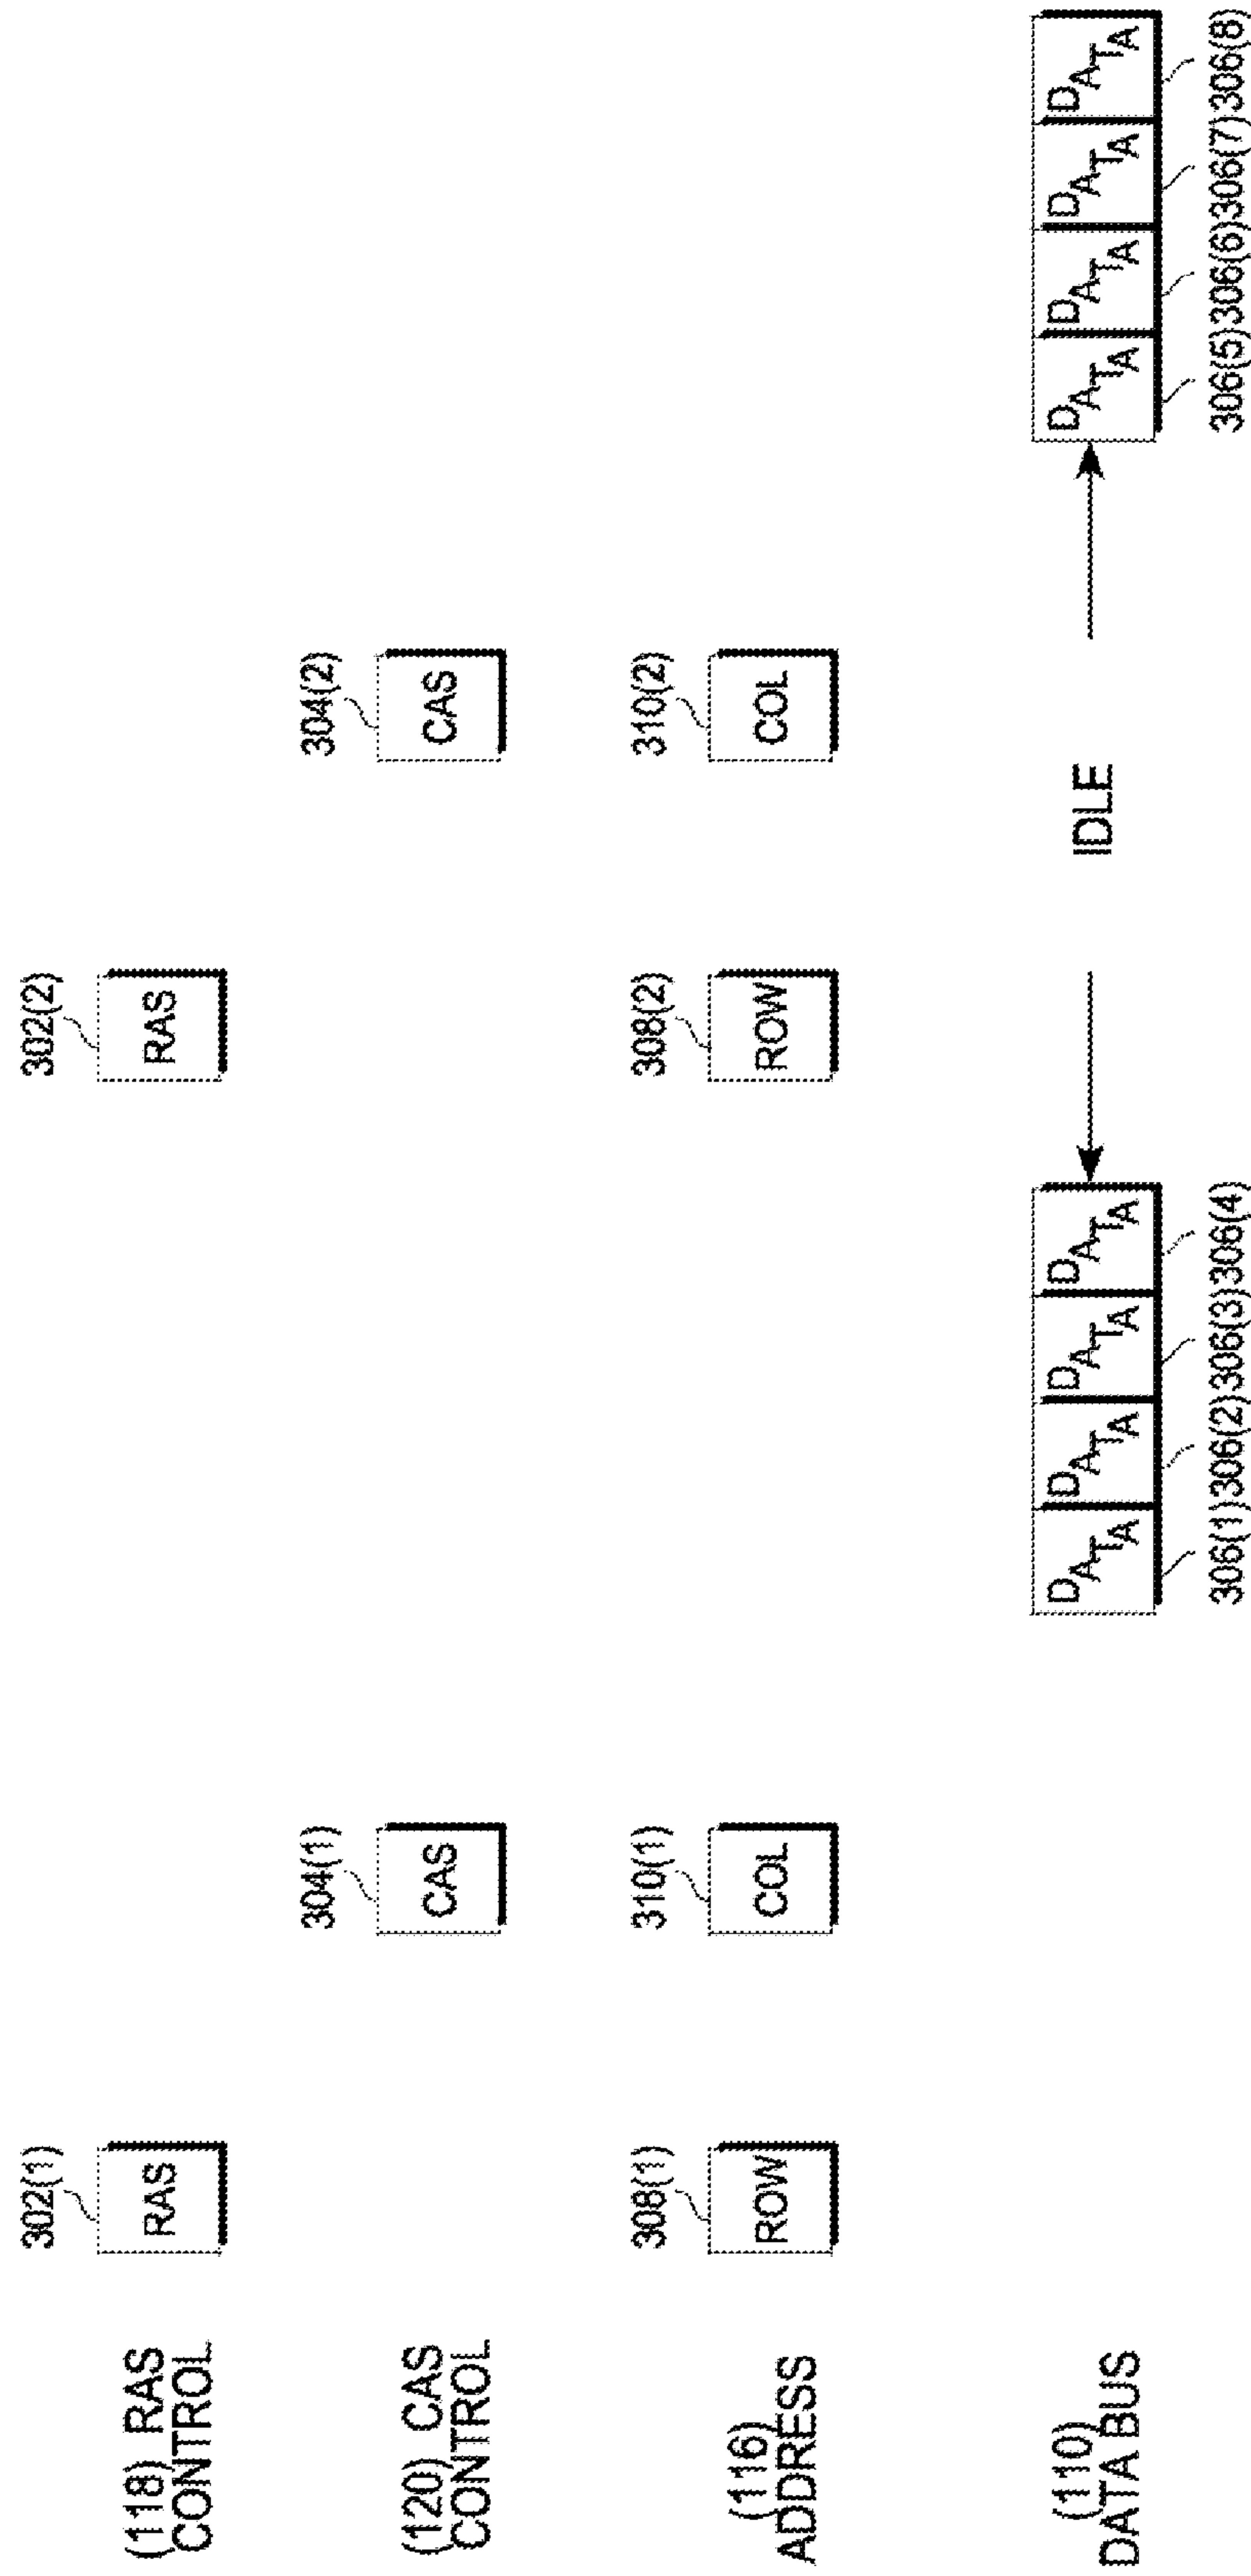 302(1)
302(2)
(118) RAS
CONTROL
RAS
RAS
304(1)
304(2)
(120) CAS
CONTROL
CAS
CAS
308(1)
310(1)
308(2)
310(2)
(116)
ADDRESS
ROW
COL
ROW
COL
(110)
DATA BUS
DATA
DATA
DATA
DATA
IDLE
DATA
DATA
DATA
DATA
306(1) 306(2) 306(3) 306(4)
306(5) 306(6) 306(7) 306(8)